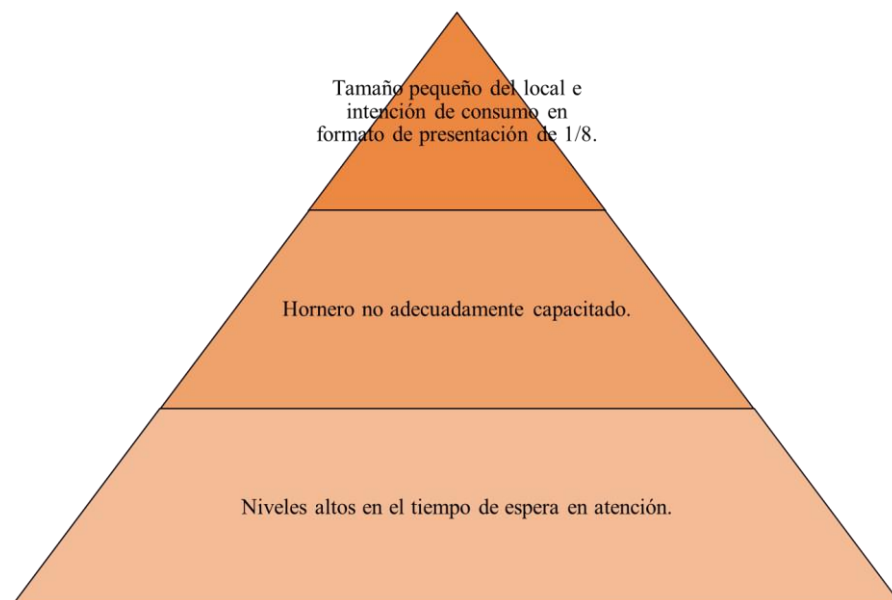 Tamaño pequeño del local e
intención de consumo en
formato de presentación de 1/8.
Hornero no adecuadamente capacitado.
Niveles altos en el tiempo de espera en atención.